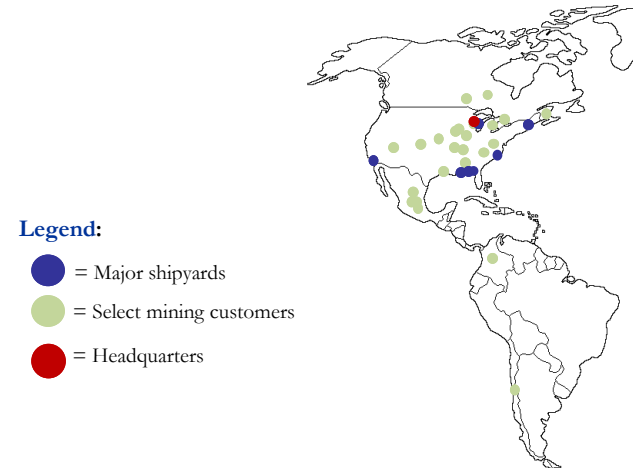 Legend:
= Major shipyards
= Select mining customers
= Headquarters